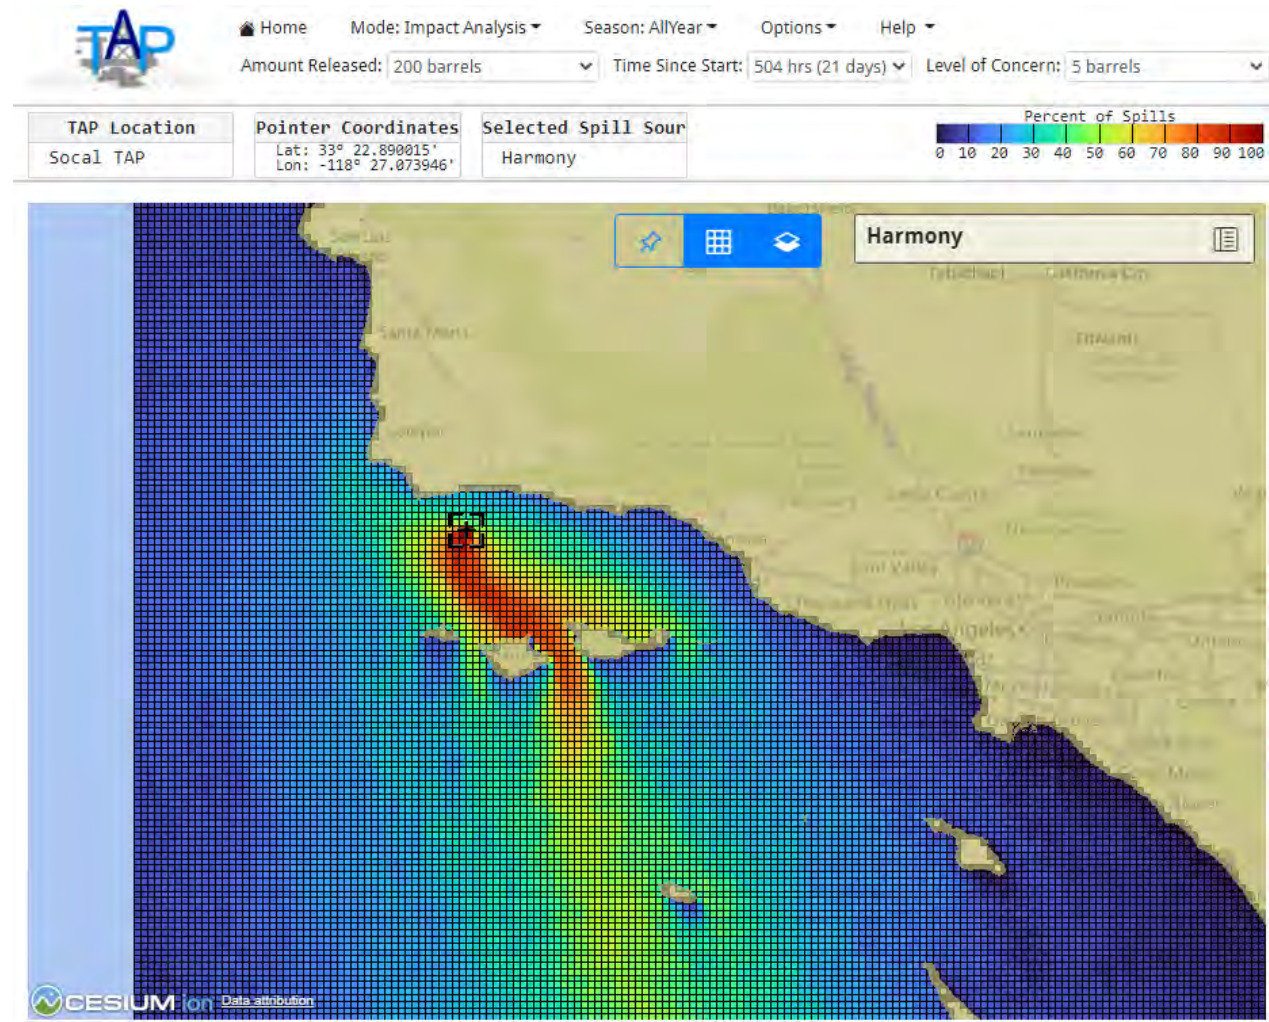 TAP
Home Mode: Impact Analysis Season: AllYear Options Help
Amount Released: 200 barrels Time Since Start: 504 hrs (21 days) Level of Concern: 5 barrels
TAP Location
Socal TAP
Pointer Coordinates
Lat: 33° 22.890015'
Lon: -118° 27.073946'
Selected Spill Sour
Harmony
Percent of Spills
0 10 20 30 40 50 60 70 80 90 100
Harmony
Santa Maria
Los Angeles
CESIUM ion Data attribution